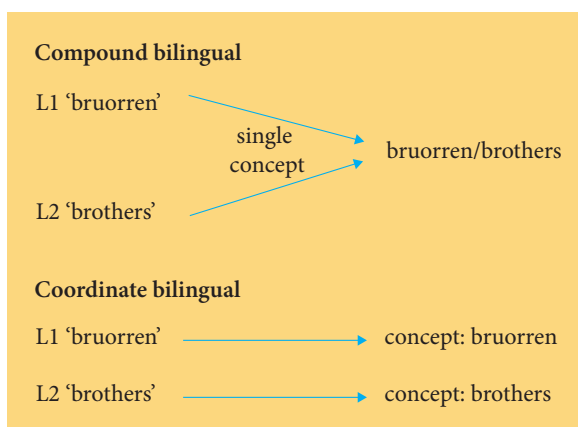 Compound bilingual
L1 ‘bruorren’
single
concept
bruorren/brothers
L2 ‘brothers’
Coordinate bilingual
L1 ‘bruorren’ concept: bruorren
L2 ‘brothers’ concept: brothers